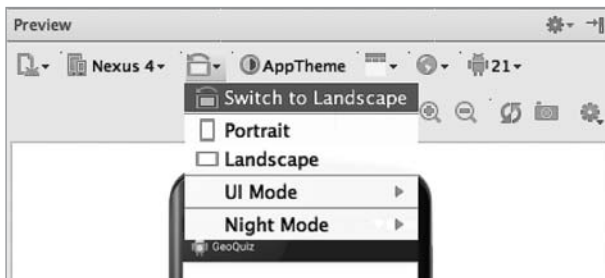 Preview
Nexus 4 AppTheme 21
Switch to Landscape
Portrait
Landscape
UI Mode
Night Mode
GeoQuiz